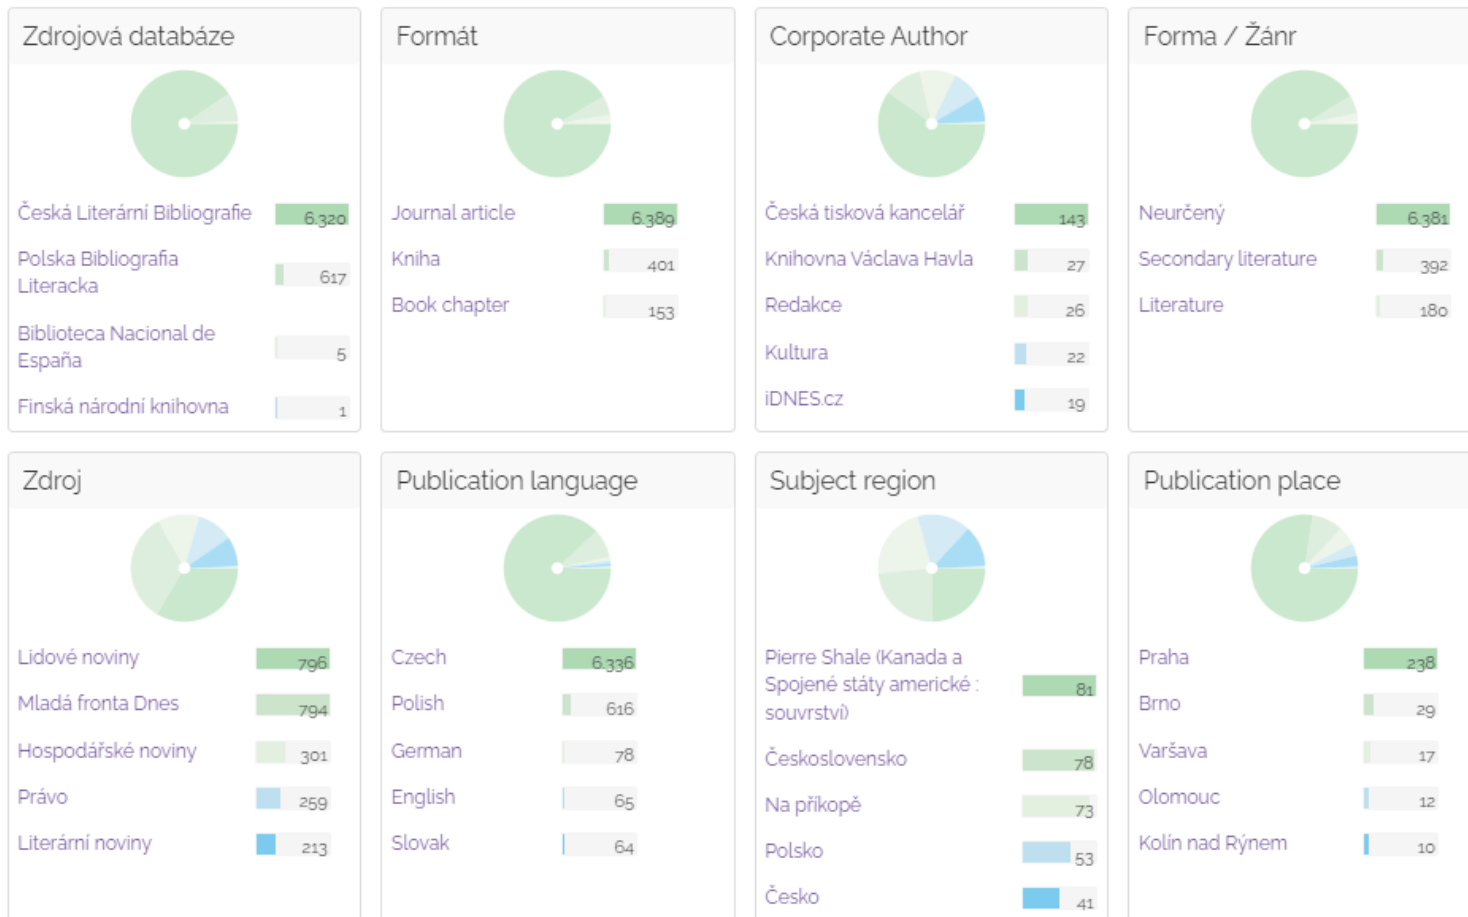 Zdrojová databáze
Česká Literární Bibliografie 6.320
Polska Bibliografia
Literacka 617
Biblioteca Nacional de
España 5
Finská národní knihovna 1
Formát
Journal article 6.389
Kniha 401
Book chapter 153
Corporate Author
Česká tisková kancelář 143
Knihovna Václava Havla 27
Redakce 26
Kultura 22
iDNES.cz 19
Forma / Žánr
Neurčený 6.381
Secondary literature 392
Literature 180
Zdroj
Lidové noviny 796
Mladá fronta Dnes 794
Hospodářské noviny 301
Právo 259
Literární noviny 213
Publication language
Czech 6.336
Polish 616
German 78
English 65
Slovak 64
Subject region
Pierre Shale (Kanada a
Spojené státy americké : 81
souvrství)
Československo 78
Na příkopě 73
Polsko 53
Česko 41
Publication place
Praha 238
Brno 29
Varšava 17
Olomouc 12
Kolín nad Rýnem 10